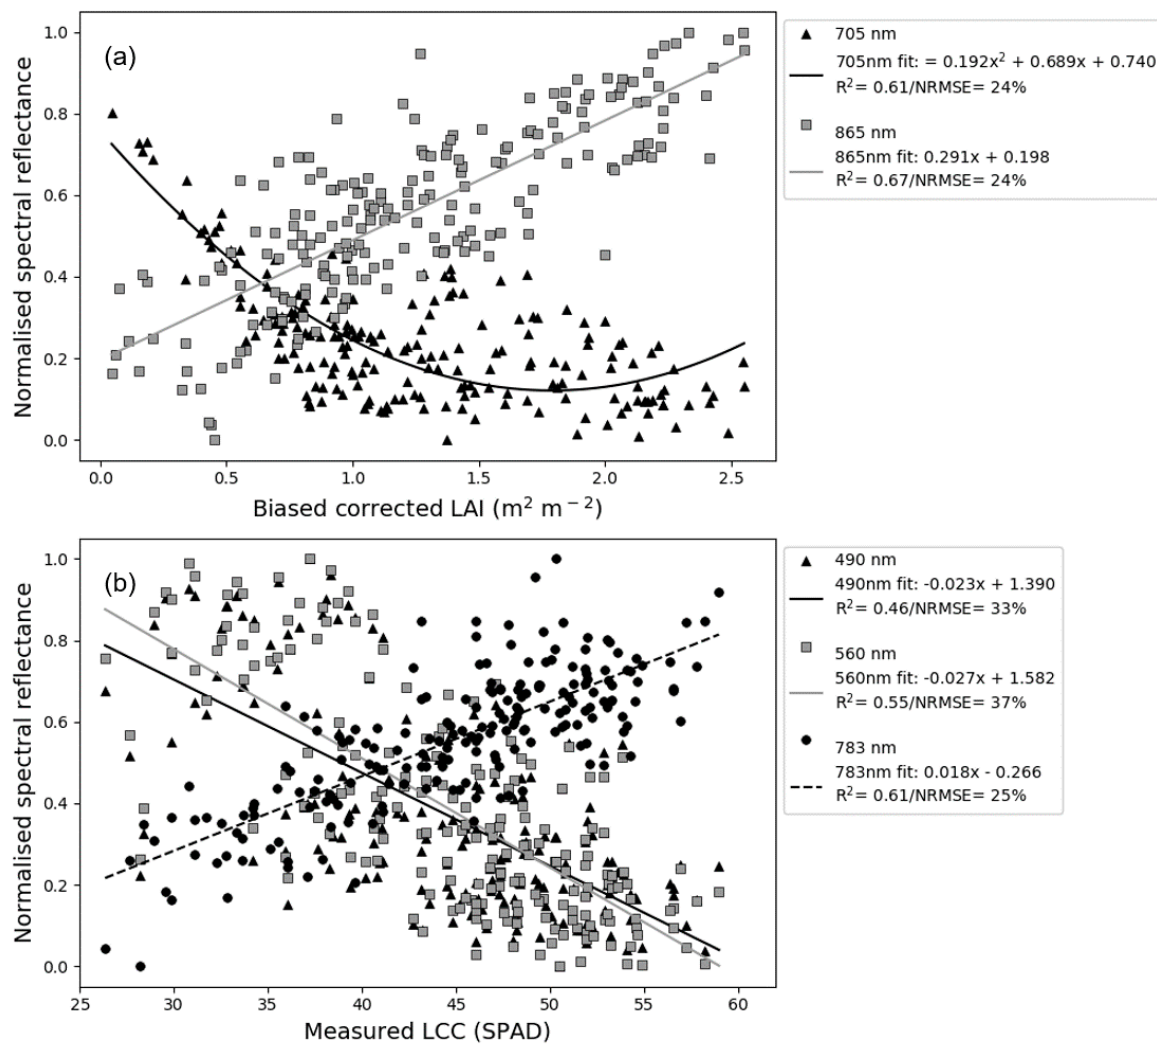 (a)
1.0
0.8
0.6
0.4
0.2
0.0
Normalised spectral reflectance
0.0 0.5 1.0 1.5 2.0 2.5
Biased corrected LAI (m² m⁻²)
705 nm
705nm fit: = 0.192x² + 0.689x + 0.740
R²= 0.61/NRMSE= 24%
865 nm
865nm fit: 0.291x + 0.198
R²= 0.67/NRMSE= 24%
(b)
1.0
0.8
0.6
0.4
0.2
0.0
Normalised spectral reflectance
25 30 35 40 45 50 55 60
Measured LCC (SPAD)
490 nm
490nm fit: -0.023x + 1.390
R²= 0.46/NRMSE= 33%
560 nm
560nm fit: -0.027x + 1.582
R²= 0.55/NRMSE= 37%
783 nm
783nm fit: 0.018x - 0.266
R²= 0.61/NRMSE= 25%